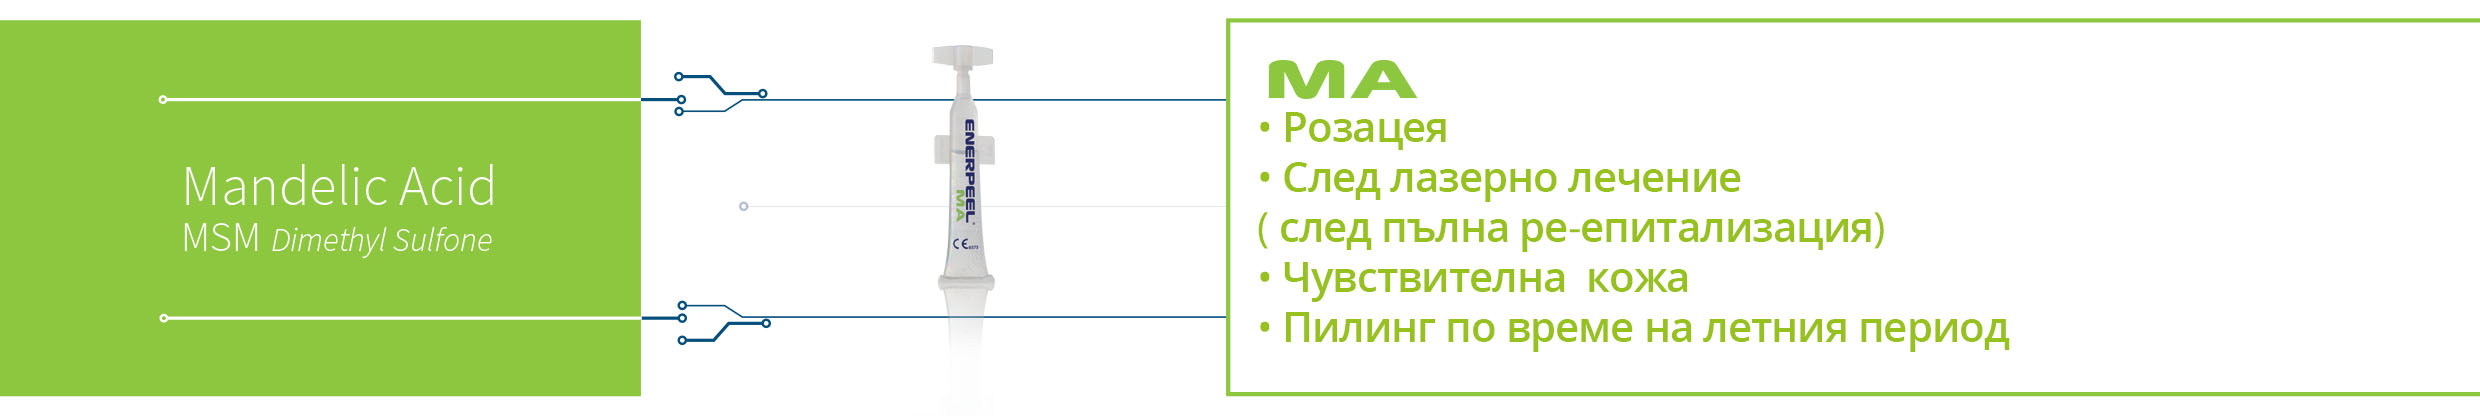 Mandelic Acid
MSM Dimethyl Sulfone
ENERPEEL
MA
CE 0373
MA
• Розацея
• След лазерно лечение
( след пълна ре-епитализация)
• Чувствителна кожа
• Пилинг по време на летния период